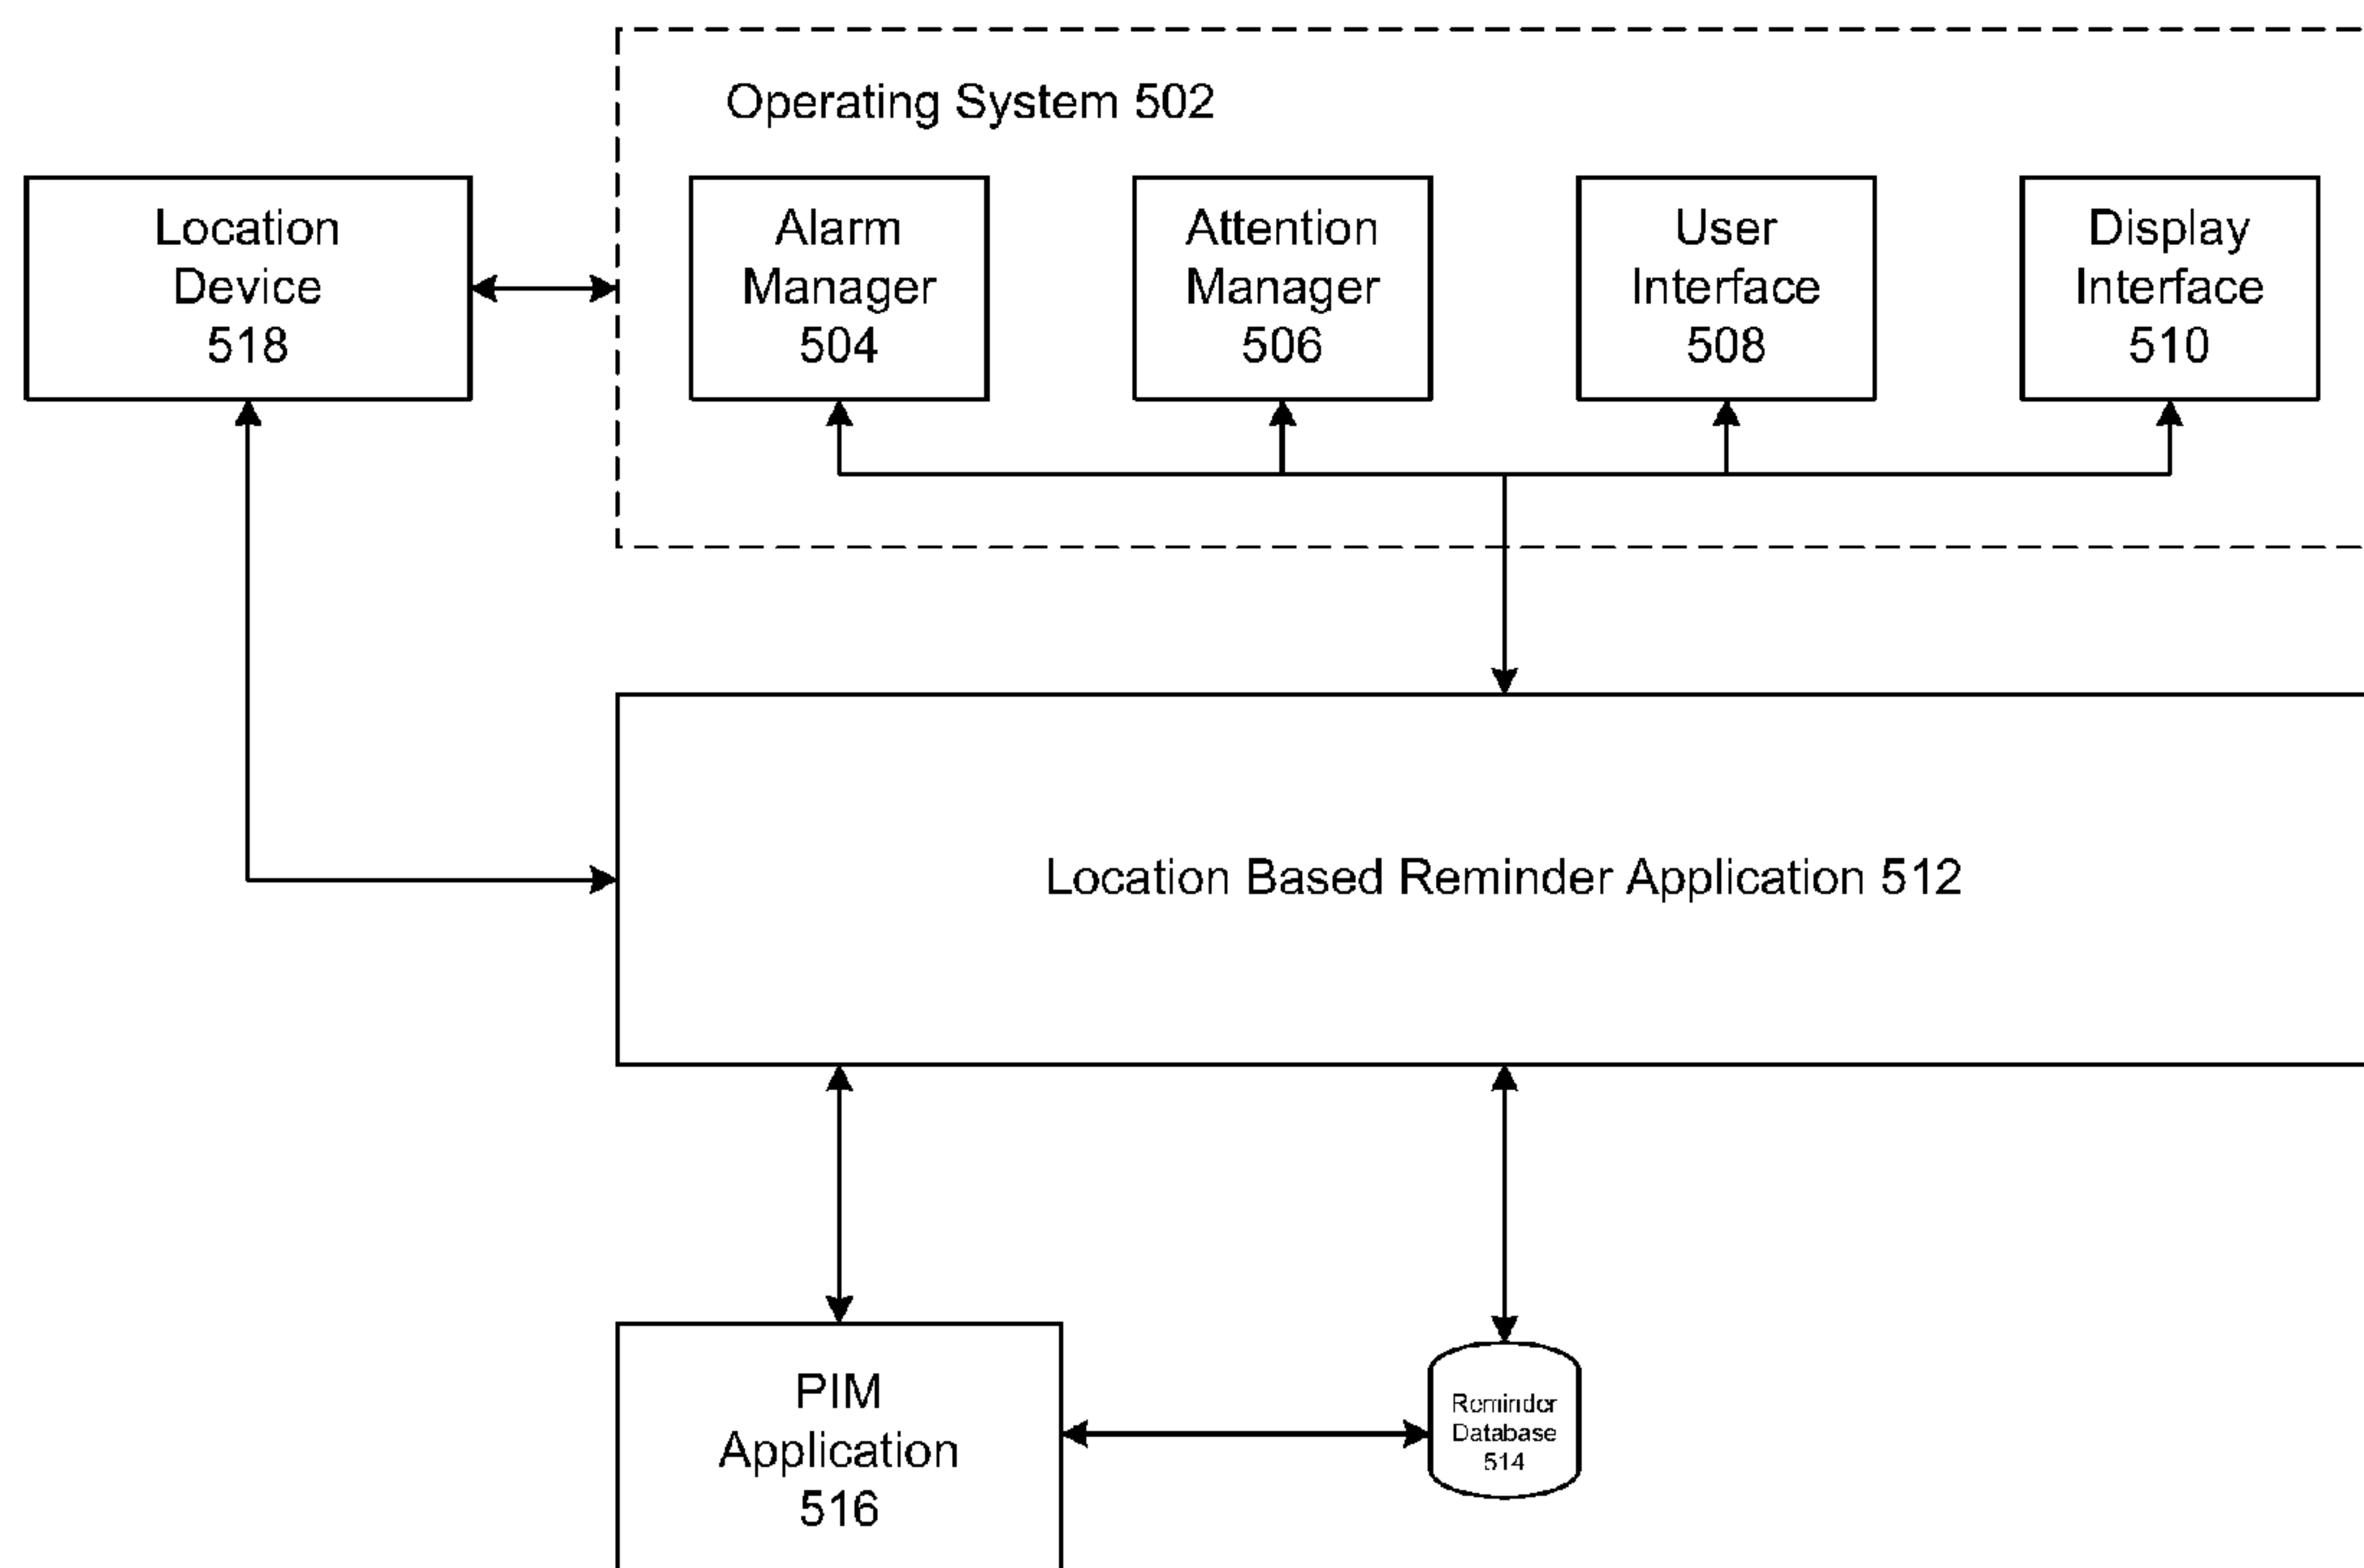 Operating System 502
Location
Device
518
Alarm
Manager
504
Attention
Manager
506
User
Interface
508
Display
Interface
510
Location Based Reminder Application 512
PIM
Application
516
Reminder
Database
514